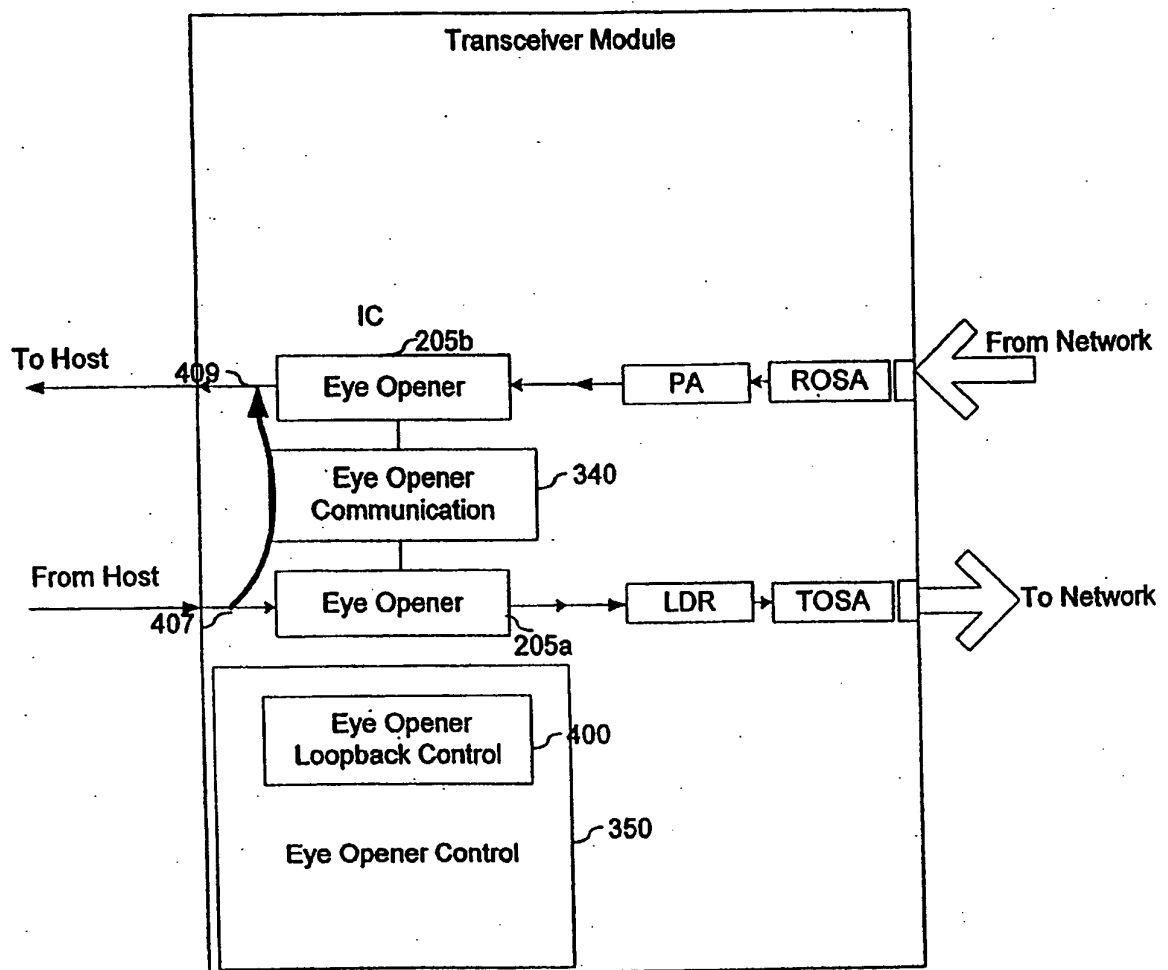 Transceiver Module
IC
205b
To Host
409
Eye Opener
PA
ROSA
From Network
Eye Opener
Communication
340
From Host
407
Eye Opener
205a
LDR
TOSA
To Network
Eye Opener
Loopback Control
400
350
Eye Opener Control